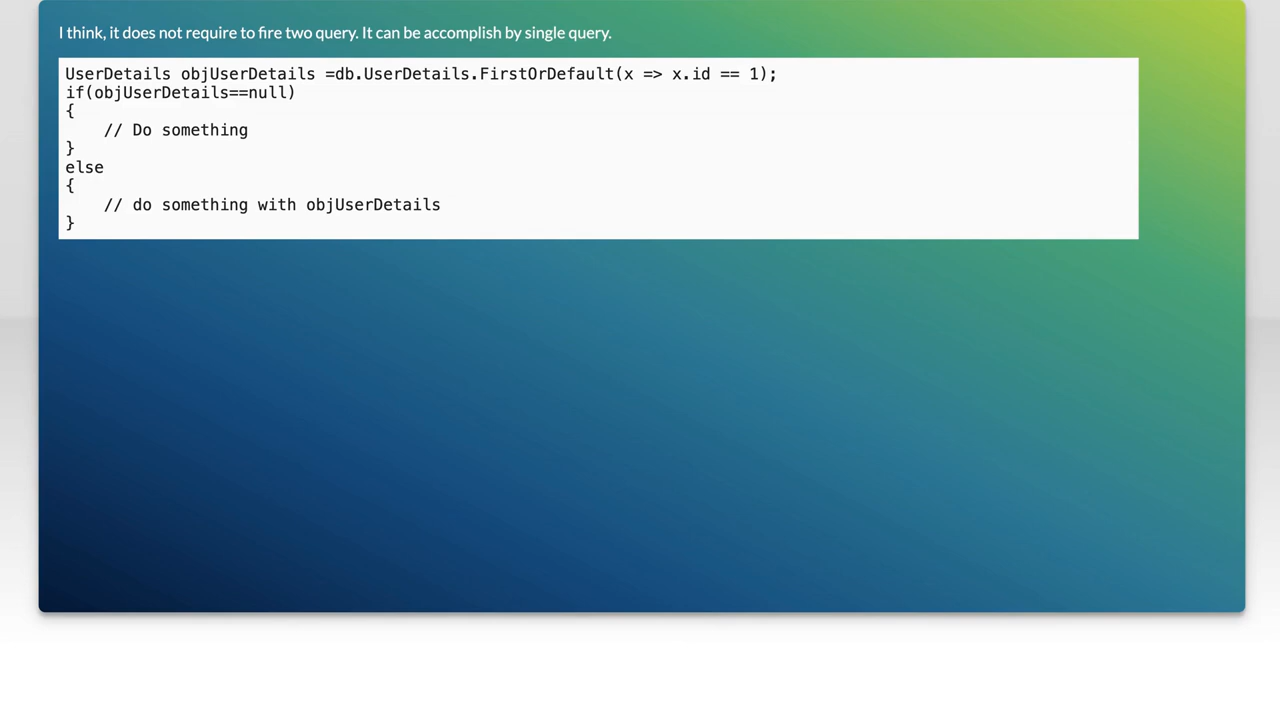 I think, it does not require to fire two query. It can be accomplish by single query.
UserDetails objUserDetails =db.UserDetails.FirstOrDefault(x => x.id == 1);
if(objUserDetails==null)
{
    // Do something
}
else
{
    // do something with objUserDetails
}